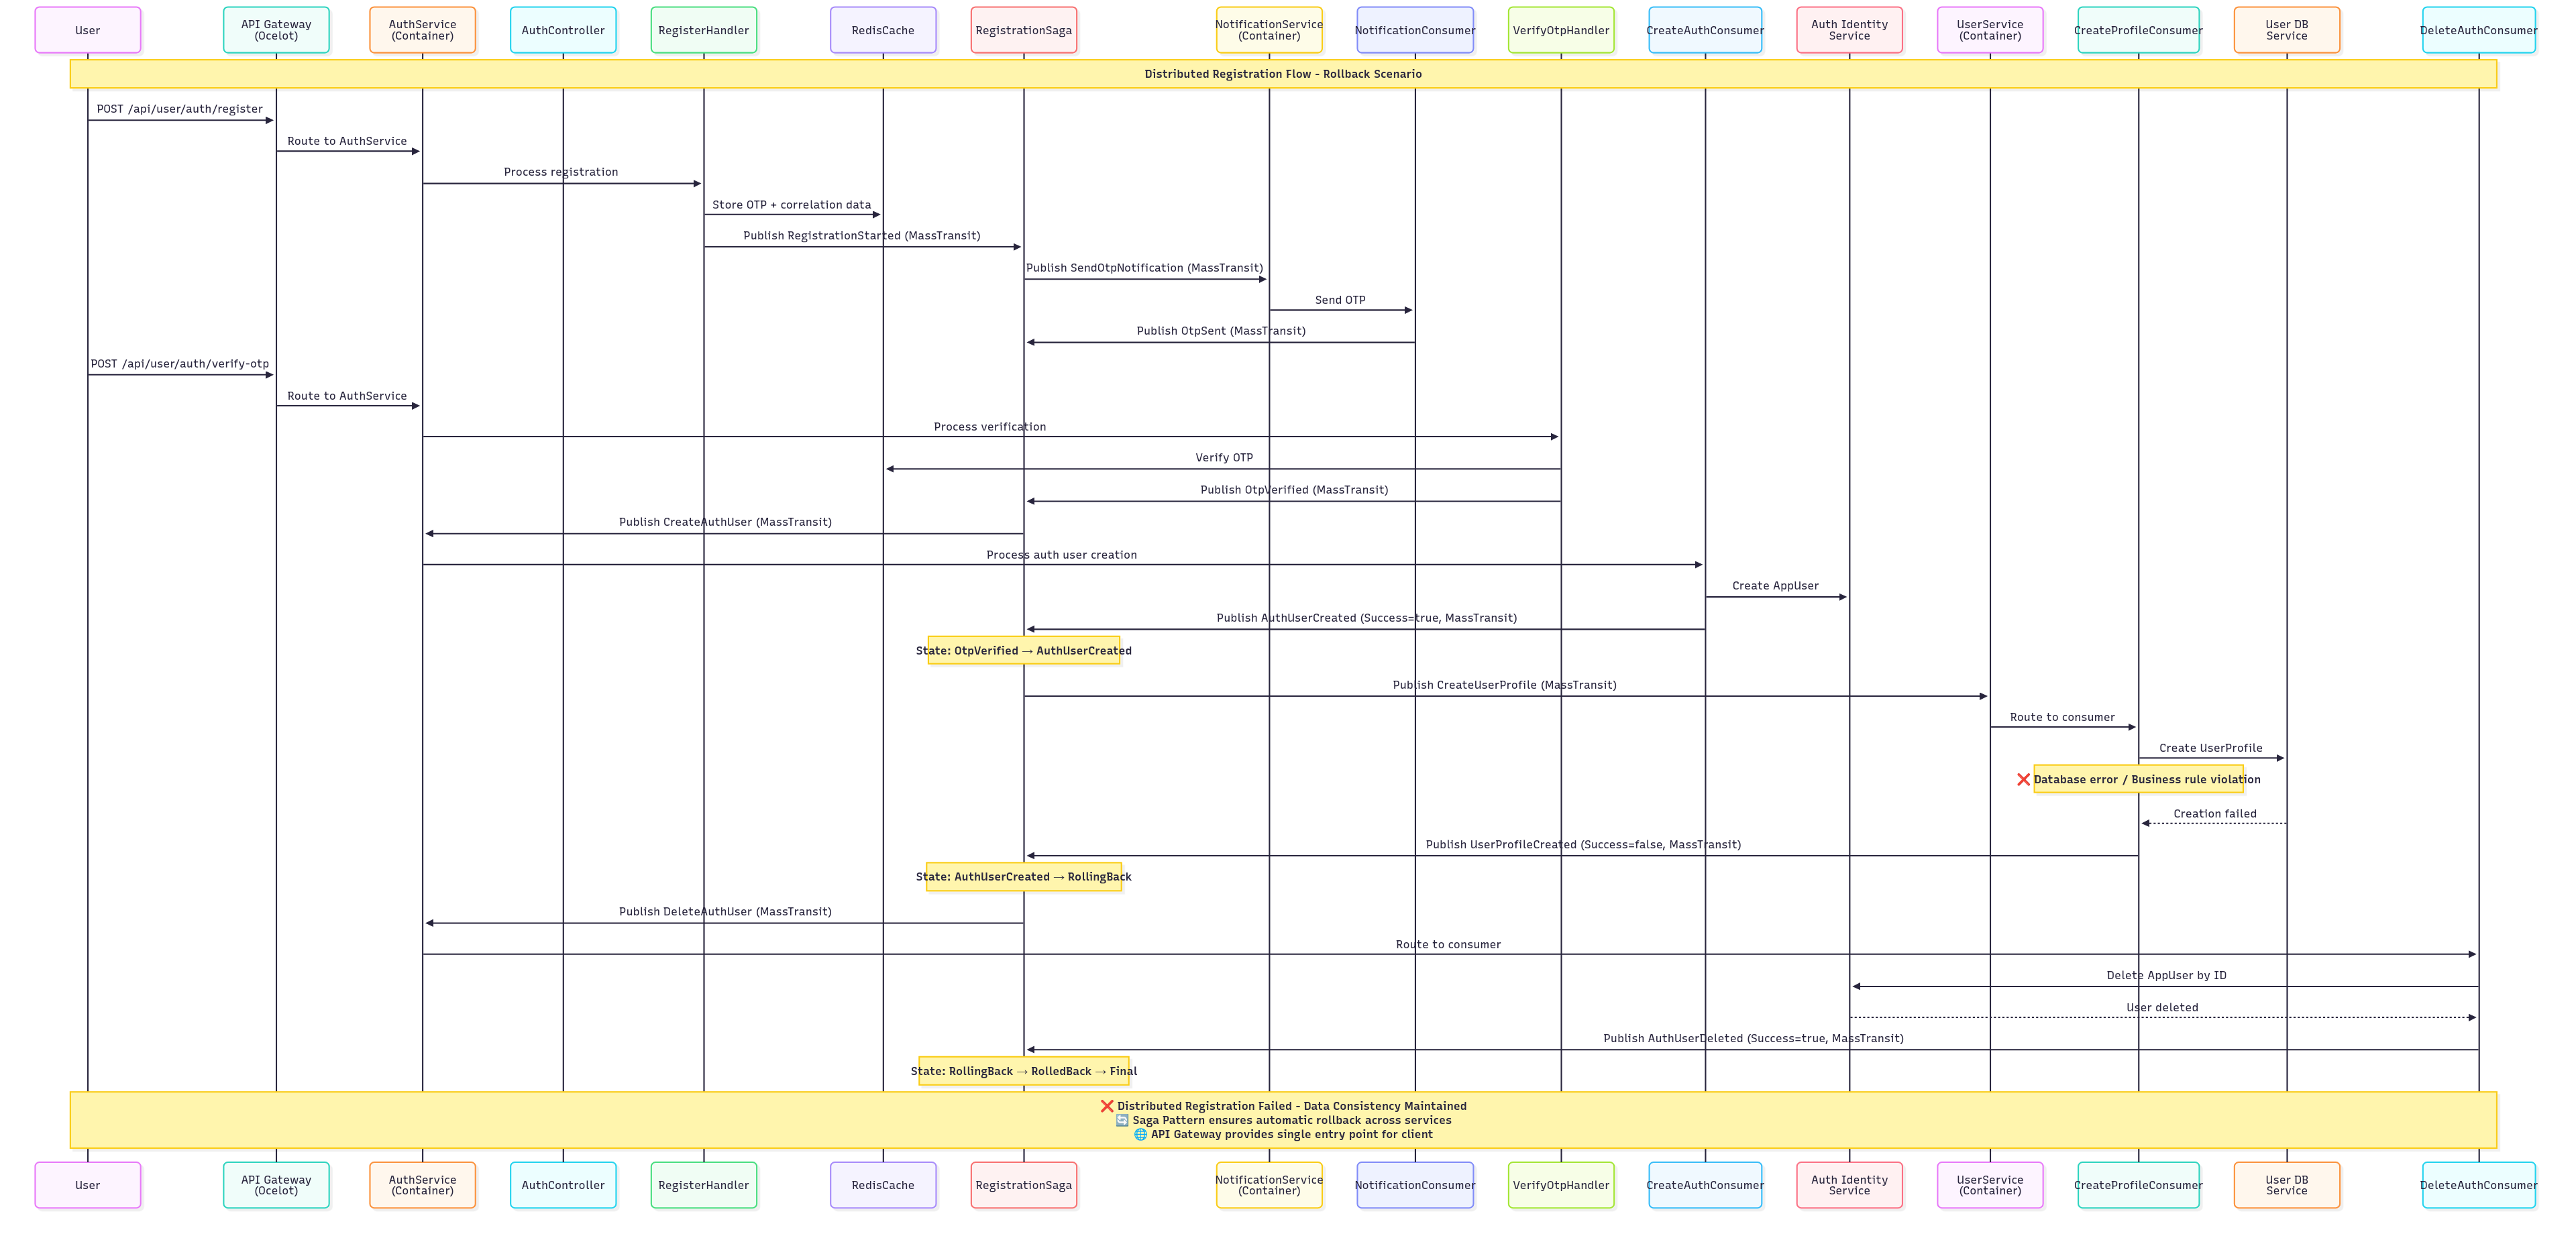 User
API Gateway
(Ocelot)
AuthService
(Container)
AuthController
RegisterHandler
RedisCache
RegistrationSaga
NotificationService
(Container)
NotificationConsumer
VerifyOtpHandler
CreateAuthConsumer
Auth Identity
Service
UserService
(Container)
CreateProfileConsumer
User DB
Service
DeleteAuthConsumer
Distributed Registration Flow - Rollback Scenario
POST /api/user/auth/register
Route to AuthService
Process registration
Store OTP + correlation data
Publish RegistrationStarted (MassTransit)
Publish SendOtpNotification (MassTransit)
Send OTP
Publish OtpSent (MassTransit)
POST /api/user/auth/verify-otp
Route to AuthService
Process verification
Verify OTP
Publish OtpVerified (MassTransit)
Publish CreateAuthUser (MassTransit)
Process auth user creation
Create AppUser
Publish AuthUserCreated (Success=true, MassTransit)
State: OtpVerified → AuthUserCreated
Publish CreateUserProfile (MassTransit)
Route to consumer
Create UserProfile
❌ Database error / Business rule violation
Creation failed
Publish UserProfileCreated (Success=false, MassTransit)
State: AuthUserCreated → RollingBack
Publish DeleteAuthUser (MassTransit)
Route to consumer
Delete AppUser by ID
User deleted
Publish AuthUserDeleted (Success=true, MassTransit)
State: RollingBack → RolledBack → Final
❌ Distributed Registration Failed - Data Consistency Maintained
🔄 Saga Pattern ensures automatic rollback across services
🌐 API Gateway provides single entry point for client
User
API Gateway
(Ocelot)
AuthService
(Container)
AuthController
RegisterHandler
RedisCache
RegistrationSaga
NotificationService
(Container)
NotificationConsumer
VerifyOtpHandler
CreateAuthConsumer
Auth Identity
Service
UserService
(Container)
CreateProfileConsumer
User DB
Service
DeleteAuthConsumer